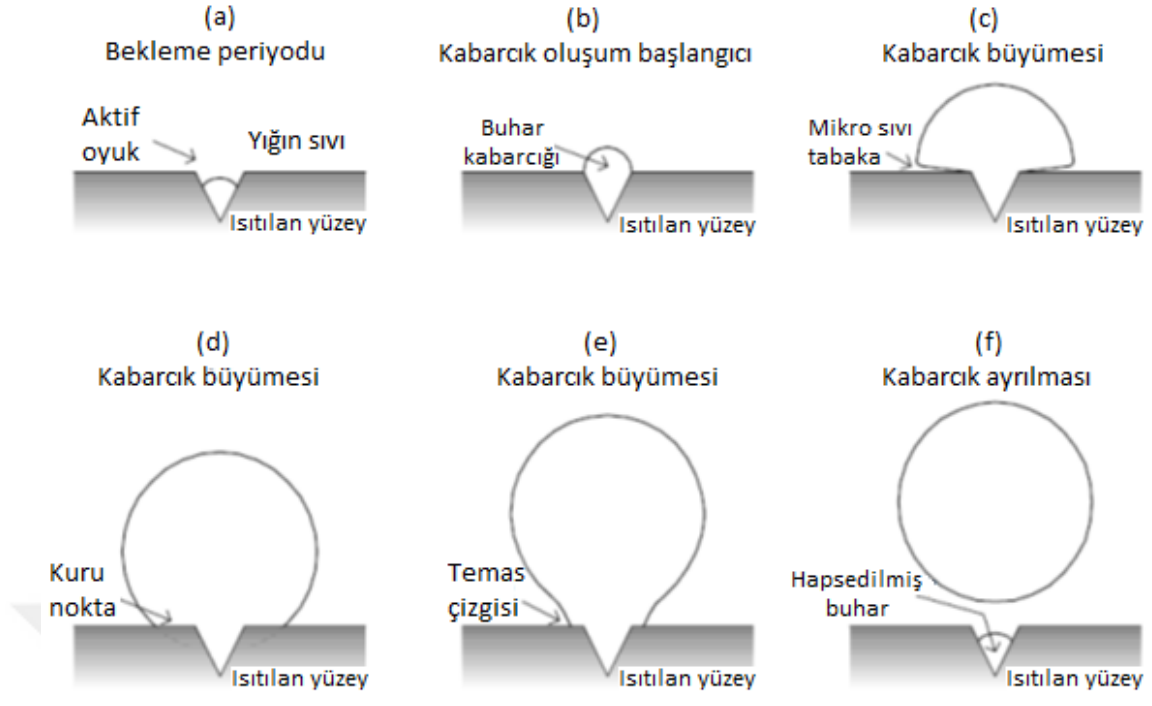 (a)
Bekleme periyodu
Aktif
oyuk
Yığın sıvı
Isıtılan yüzey
(b)
Kabarcık oluşum başlangıcı
Buhar
kabarcığı
Isıtılan yüzey
(c)
Kabarcık büyümesi
Mikro sıvı
tabaka
Isıtılan yüzey
(d)
Kabarcık büyümesi
Kuru
nokta
Isıtılan yüzey
(e)
Kabarcık büyümesi
Temas
çizgisi
Isıtılan yüzey
(f)
Kabarcık ayrılması
Hapsedilmiş
buhar
Isıtılan yüzey